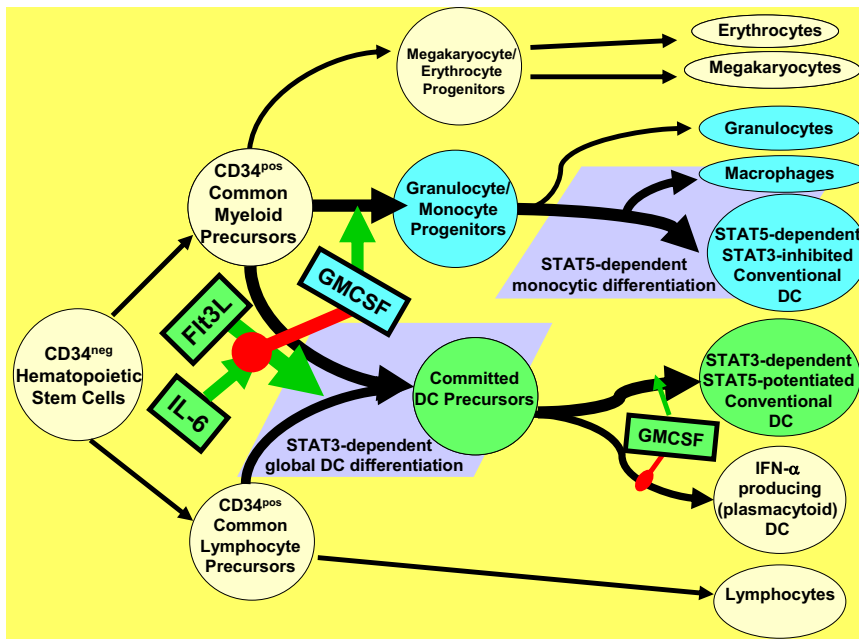 Erythrocytes
Megakaryocytes
Megakaryocyte/
Erythrocyte
Progenitors
Granulocytes
Macrophages
CD34pos
Common
Myeloid
Precursors
Granulocyte/
Monocyte
Progenitors
STAT5-dependent
STAT3-inhibited
Conventional
DC
STAT5-dependent
monocytic differentiation
GMCSF
Flt3L
IL-6
CD34neg
Hematopoietic
Stem Cells
Committed
DC Precursors
STAT3-dependent
STAT5-potentiated
Conventional
DC
GMCSF
STAT3-dependent
global DC differentiation
IFN-α
producing
(plasmacytoid)
DC
CD34pos
Common
Lymphocyte
Precursors
Lymphocytes